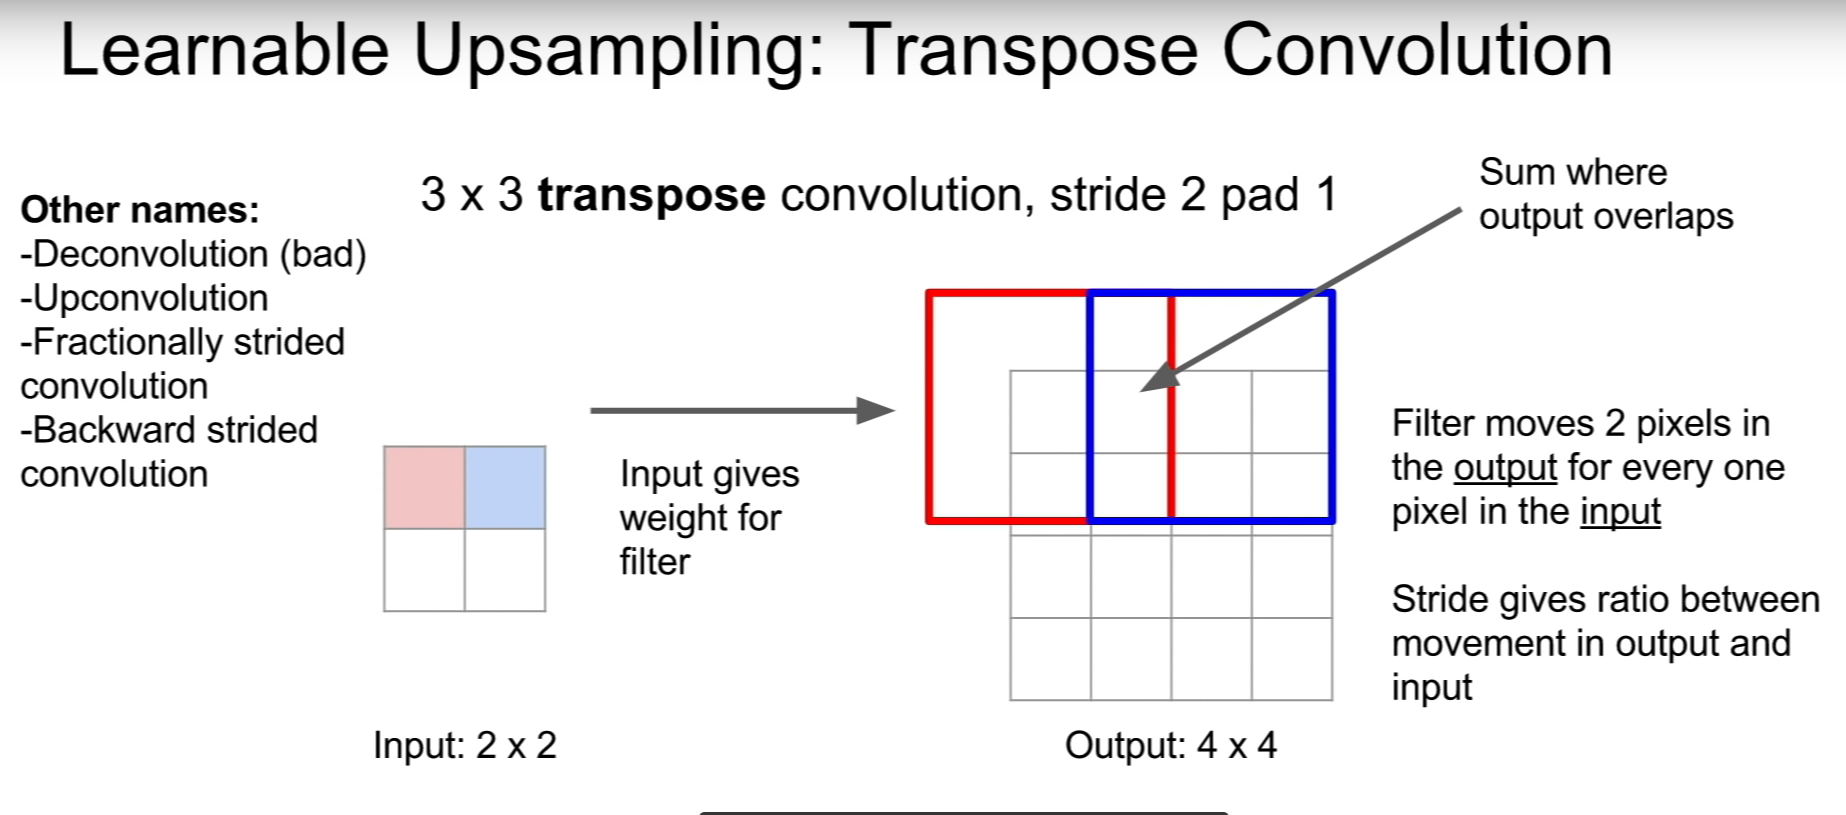 Learnable Upsampling: Transpose Convolution
Other names:
-Deconvolution (bad)
-Upconvolution
-Fractionally strided
convolution
-Backward strided
convolution
3 x 3 transpose convolution, stride 2 pad 1
Sum where
output overlaps
Input gives
weight for
filter
Filter moves 2 pixels in
the output for every one
pixel in the input
Stride gives ratio between
movement in output and
input
Input: 2 x 2
Output: 4 x 4